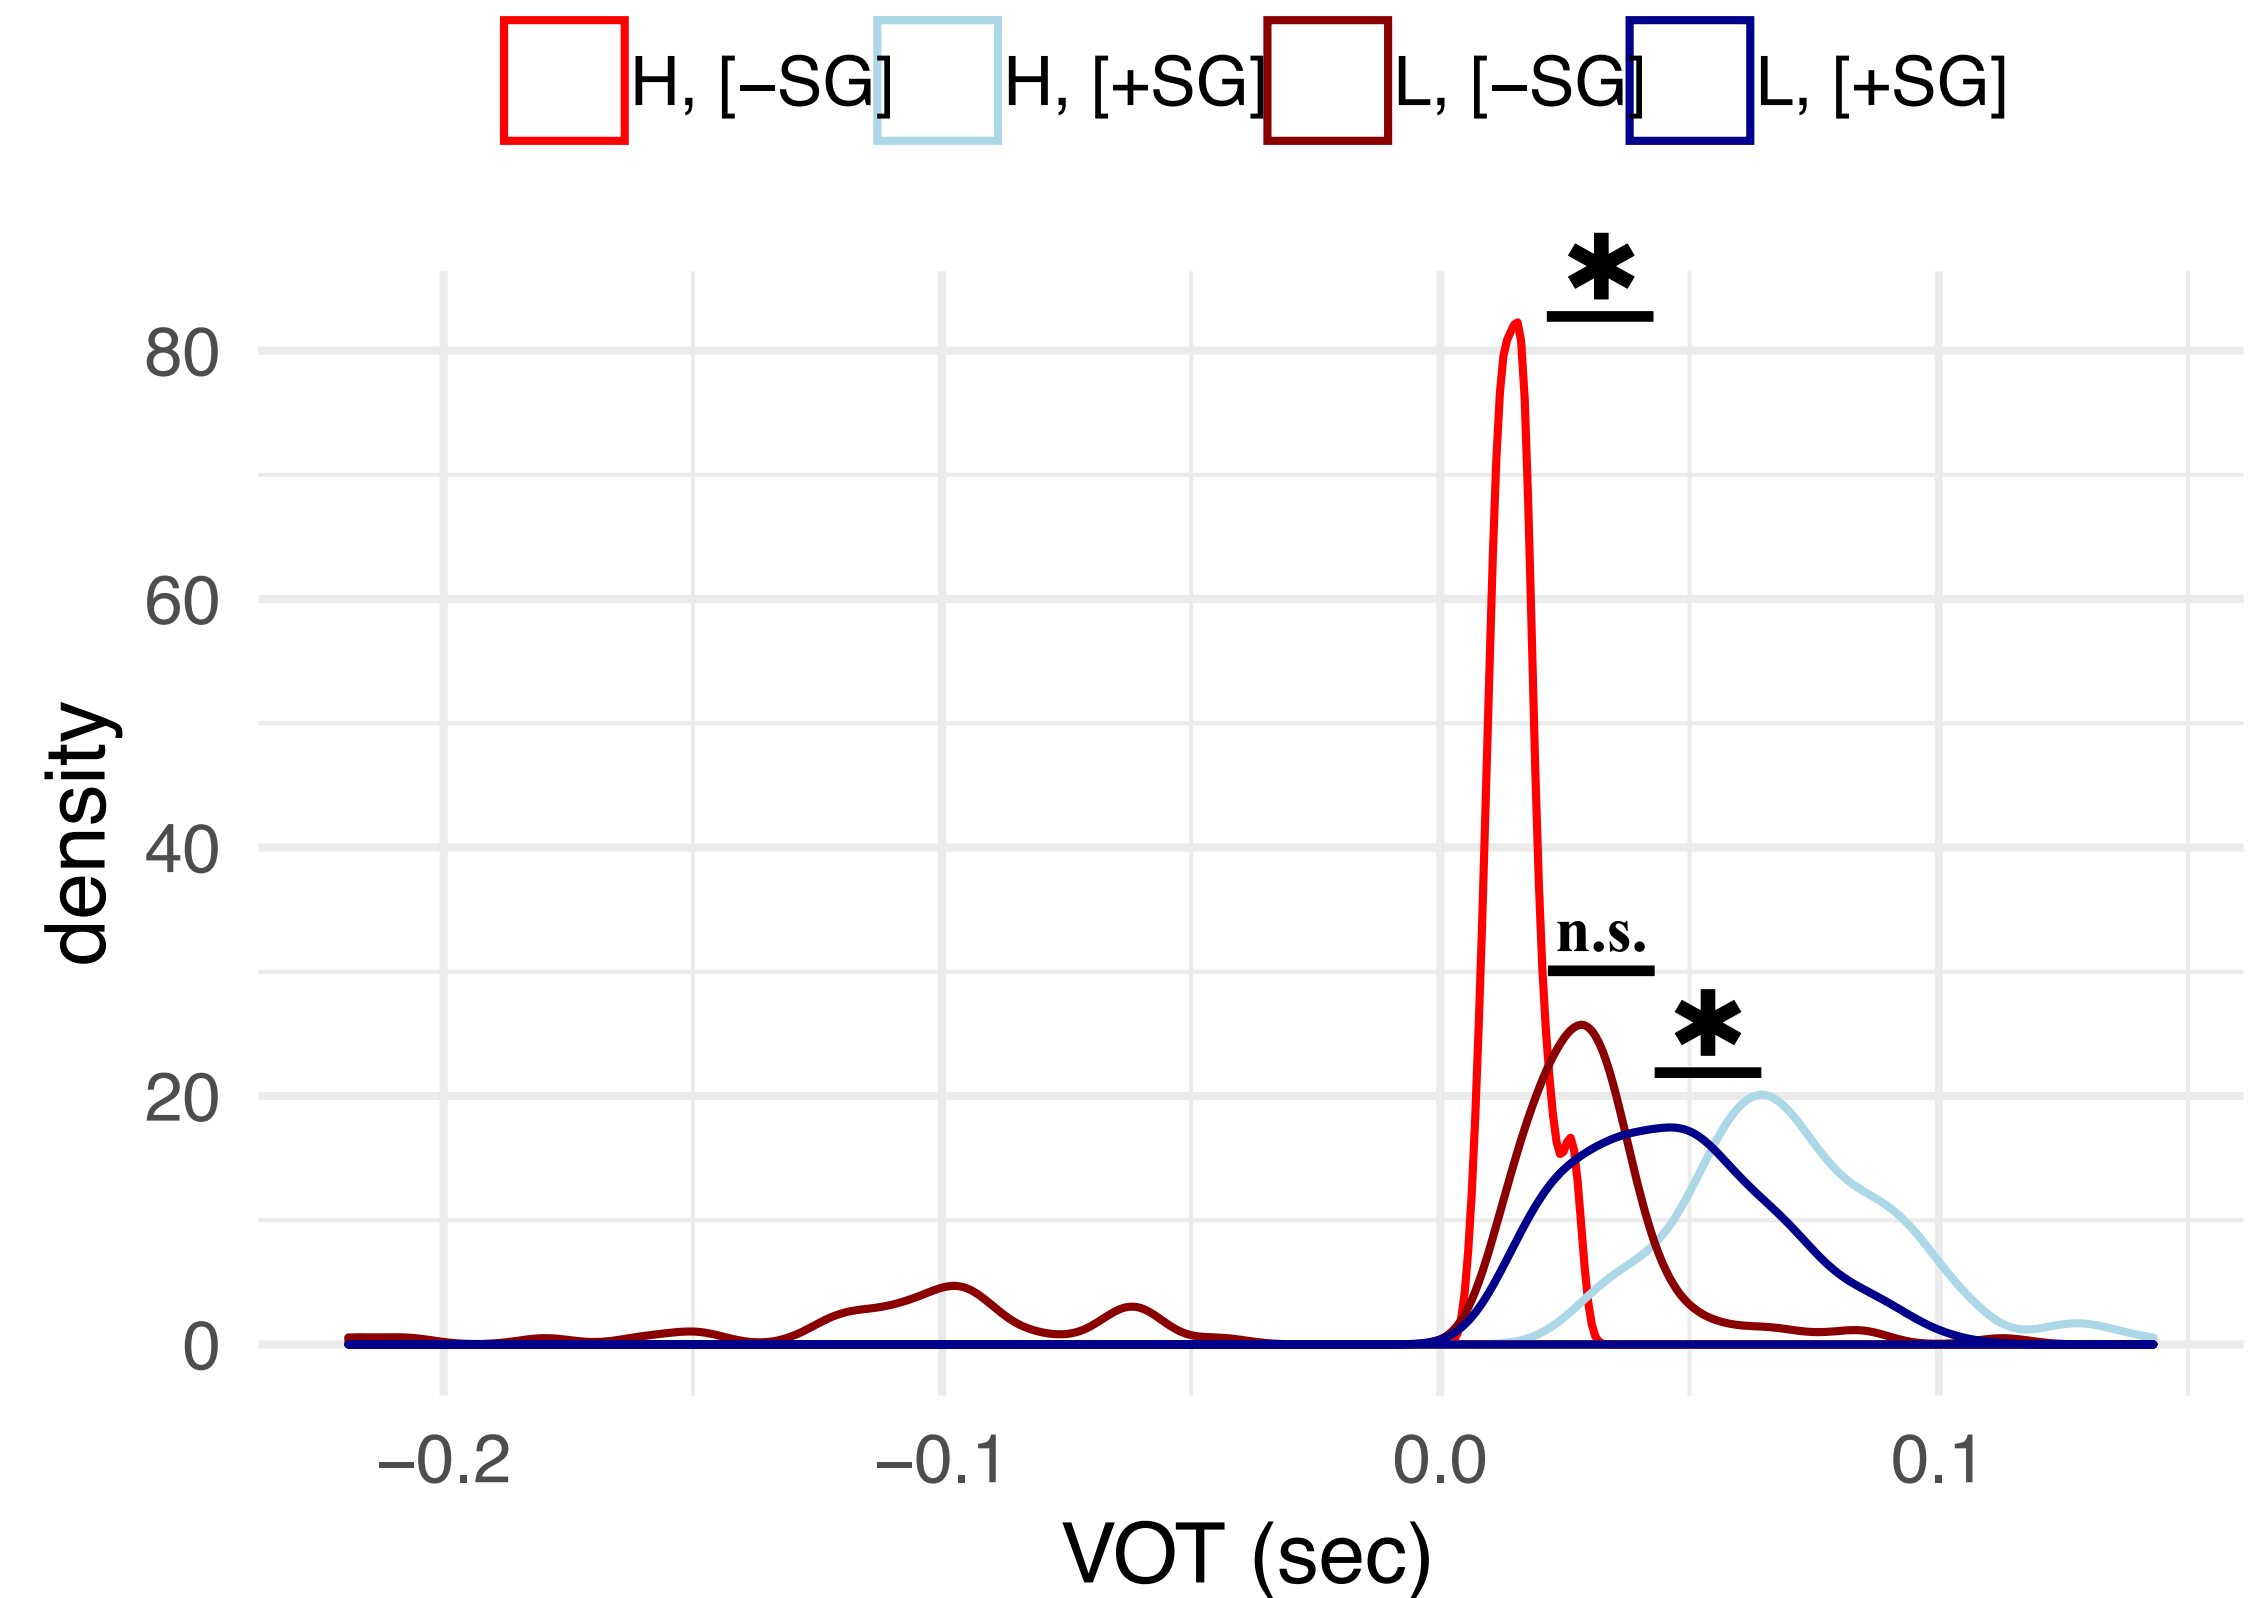 H, [−SG] H, [+SG] L, [−SG] L, [+SG]
*
80
60
density
40
n.s.
*
20
0
−0.2 −0.1 0.0 0.1
VOT (sec)